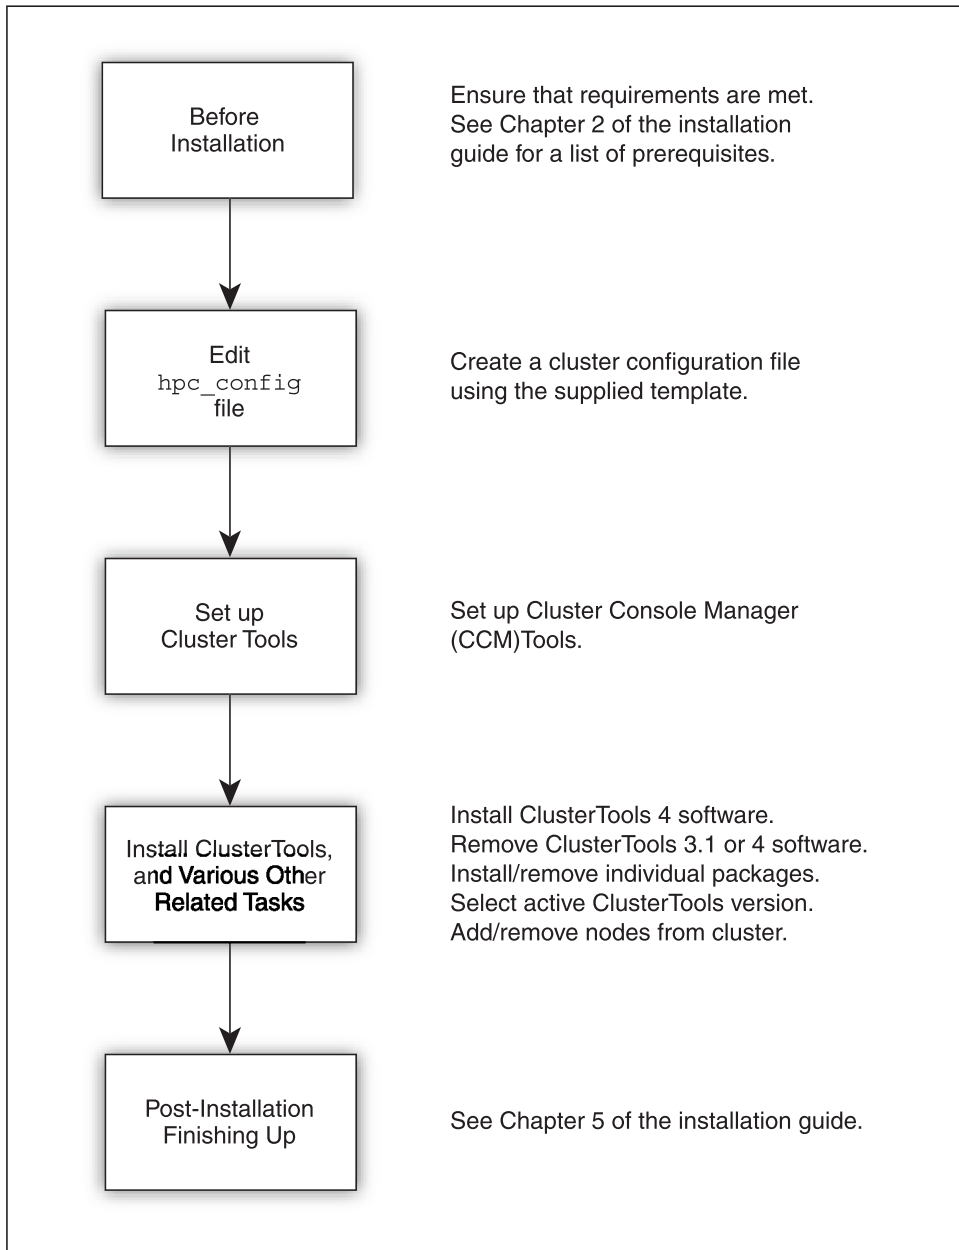 Before
Installation
Ensure that requirements are met.
See Chapter 2 of the installation
guide for a list of prerequisites.
Edit
hpc_config
file
Create a cluster configuration file
using the supplied template.
Set up
Cluster Tools
Set up Cluster Console Manager
(CCM)Tools.
Install ClusterTools,
and Various Other
Related Tasks
Install ClusterTools 4 software.
Remove ClusterTools 3.1 or 4 software.
Install/remove individual packages.
Select active ClusterTools version.
Add/remove nodes from cluster.
Post-Installation
Finishing Up
See Chapter 5 of the installation guide.